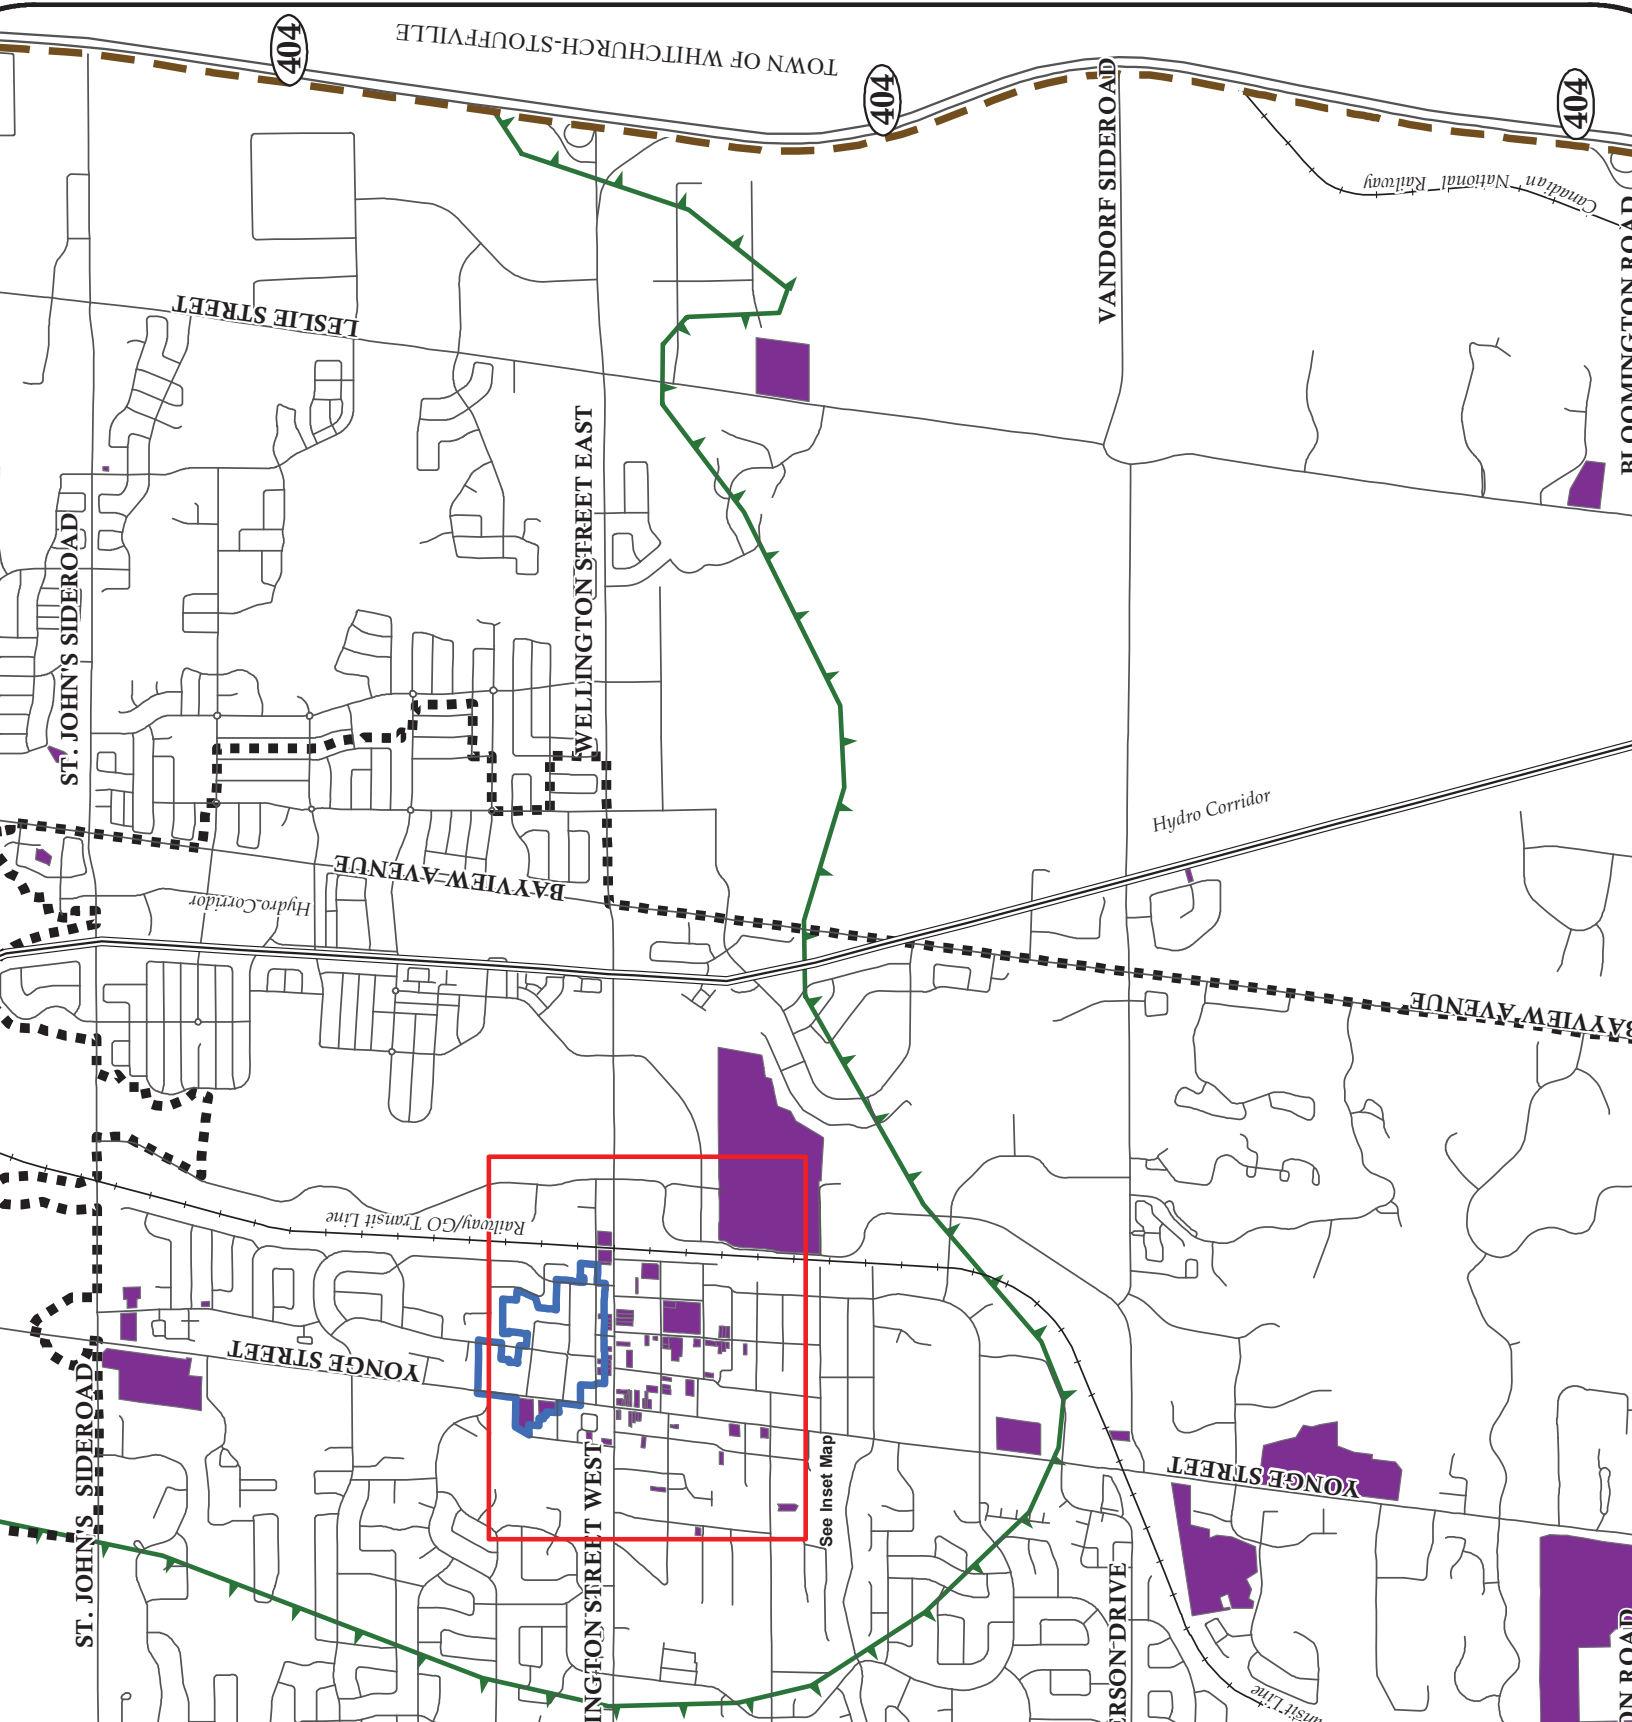 404
TOWN OF WHITCHURCH-STOUFFVILLE
404
404
VANDORF SIDEROAD
Canadian National Railway
BLOOMINGTON ROAD
LESLIE STREET
WELLINGTON STREET EAST
ST. JOHN'S SIDEROAD
Hydro Corridor
BAYVIEW AVENUE
Hydro Corridor
BAYVIEW AVENUE
Railway/GO Transit Line
YONGE STREET
ST. JOHN'S SIDEROAD
See Inset Map
YONGE STREET
INGTON STREET WEST
RSON DRIVE
ON ROAD
nsit Line